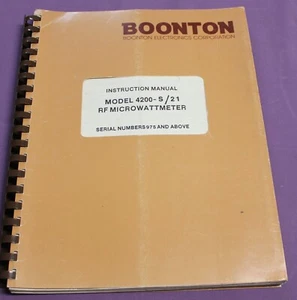 BOONTON
BOONTON ELECTRONICS CORPORATION
INSTRUCTION MANUAL
MODEL 4200-S/21
RF MICROWATTMETER
SERIAL NUMBERS 975 AND ABOVE